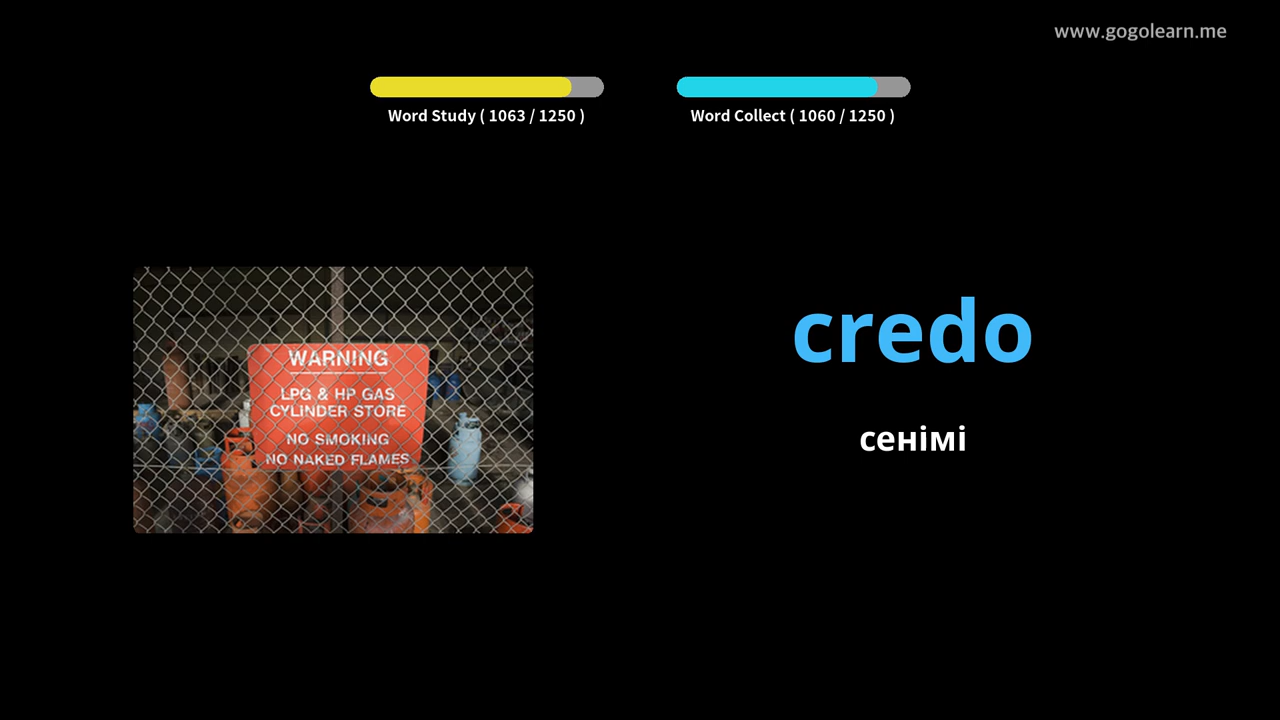 www.gogolearn.me
Word Study ( 1063 / 1250 )
Word Collect ( 1060 / 1250 )
WARNING
LPG & HP GAS
CYLINDER STORE
NO SMOKING
NO NAKED FLAMES
credo
сенімі